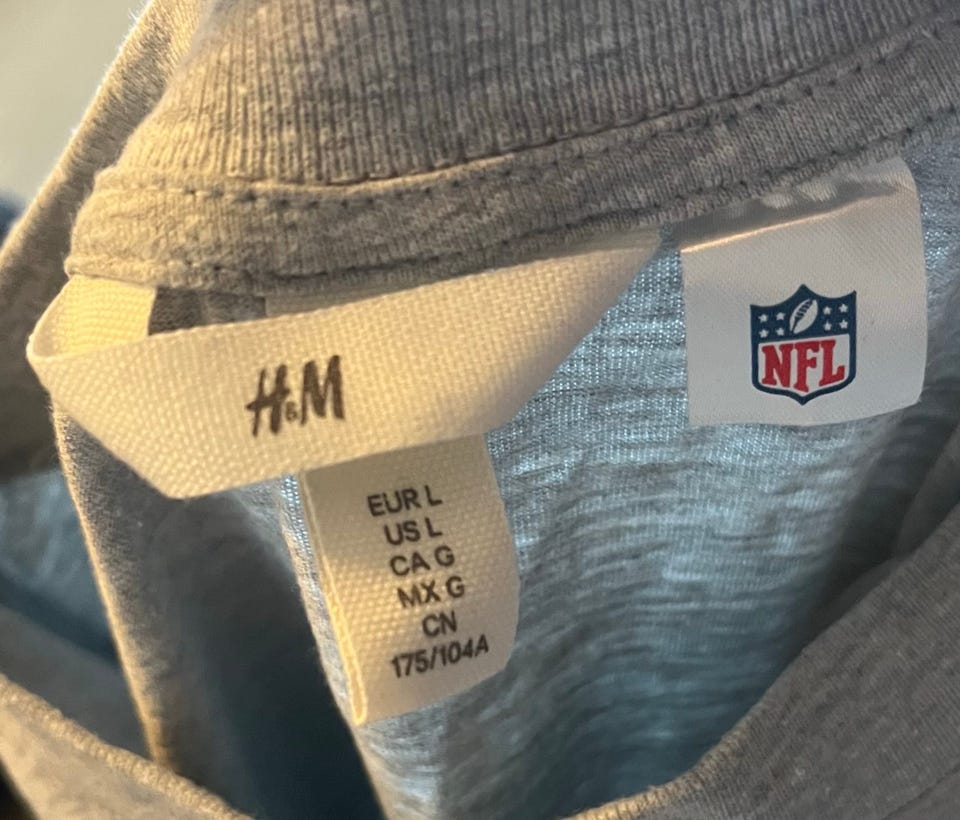 H&M
NFL
EUR L
US L
CA G
MX G
CN
175/104A